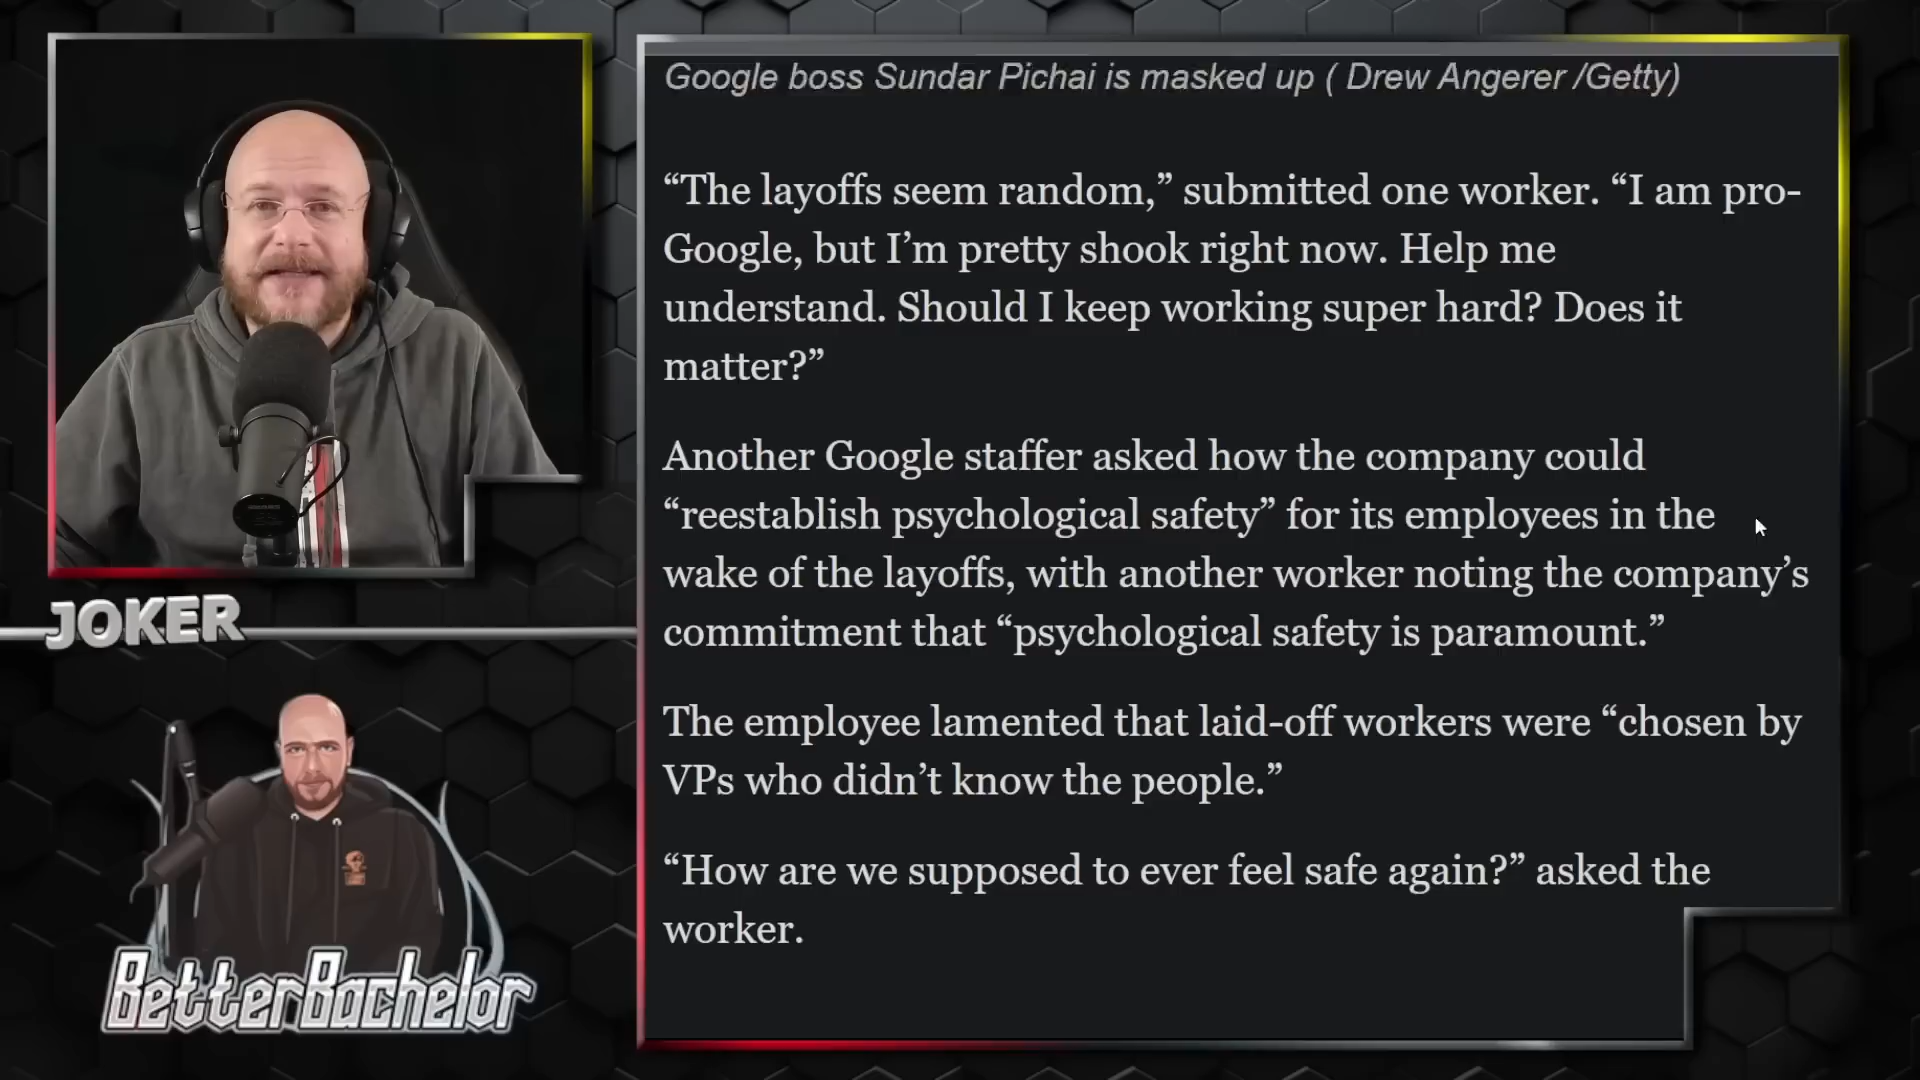 Google boss Sundar Pichai is masked up ( Drew Angerer /Getty)
“The layoffs seem random,” submitted one worker. “I am pro-
Google, but I’m pretty shook right now. Help me
understand. Should I keep working super hard? Does it
matter?”
Another Google staffer asked how the company could
“reestablish psychological safety” for its employees in the
wake of the layoffs, with another worker noting the company’s
commitment that “psychological safety is paramount.”
The employee lamented that laid-off workers were “chosen by
VPs who didn’t know the people.”
“How are we supposed to ever feel safe again?” asked the
worker.
JOKER
BetterBachelor